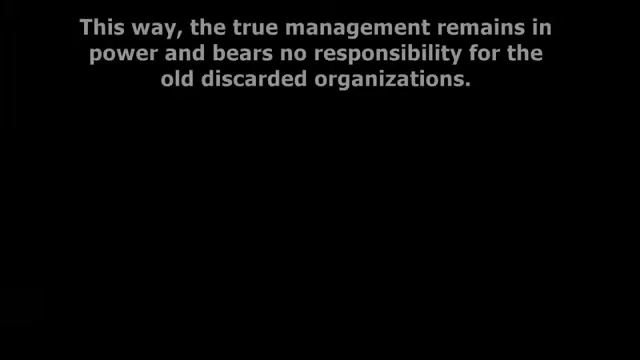 This way, the true management remains in
power and bears no responsibility for the
old discarded organizations.